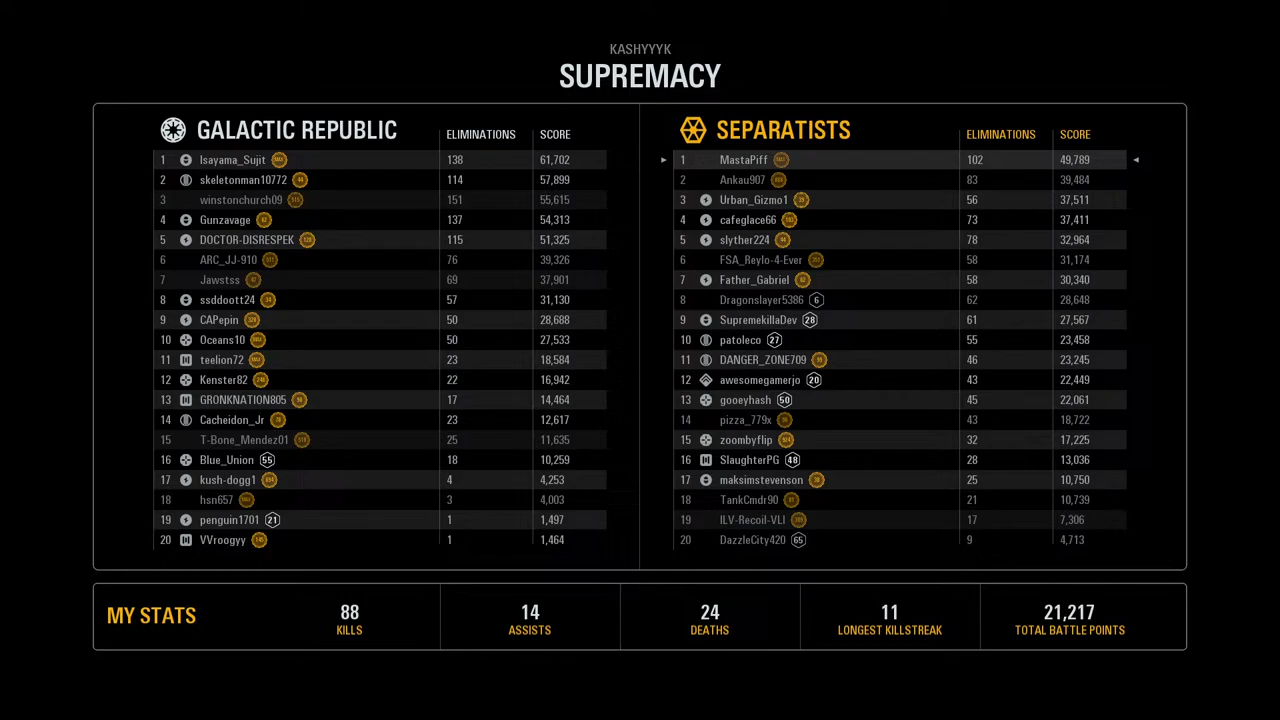 KASHYYYK
SUPREMACY
GALACTIC REPUBLIC ELIMINATIONS SCORE
1 Isayama_Sujit MAX 138 61,702
2 skeletonman10772 44 114 57,899
3 winstonchurch09 151 55,615
4 Gunzavage 137 54,313
5 DOCTOR-DISRESPEK 115 51,325
6 ARC_JJ-910 76 39,326
7 Jawstss 69 37,901
8 ssddoott24 34 57 31,130
9 CAPepin 50 28,688
10 Oceans10 MAX 50 27,533
11 teelion72 MAX 23 18,584
12 Kenster82 22 16,942
13 GRONKNATION805 17 14,464
14 Cacheidon_Jr 23 12,617
15 T-Bone_Mendez01 25 11,635
16 Blue_Union 55 18 10,259
17 kush-dogg1 4 4,253
18 hsn657 MAX 3 4,003
19 penguin1701 21 1 1,497
20 VVroogyy 1 1,464
SEPARATISTS ELIMINATIONS SCORE
1 MastaPiff MAX 102 49,789
2 Ankau907 83 39,484
3 Urban_Gizmo1 56 37,511
4 cafeglace66 73 37,411
5 slyther224 78 32,964
6 FSA_Reylo-4-Ever 58 31,174
7 Father_Gabriel 58 30,340
8 Dragonslayer5386 6 62 28,648
9 SupremekillaDev 28 61 27,567
10 patoleco 27 55 23,458
11 DANGER_ZONE709 46 23,245
12 awesomegamerjo 20 43 22,449
13 gooeyhash 50 45 22,061
14 pizza_779x 43 18,722
15 zoombyflip 32 17,225
16 SlaughterPG 48 28 13,036
17 maksimstevenson 25 10,750
18 TankCmdr90 21 10,739
19 ILV-Recoil-VLI 17 7,306
20 DazzleCity420 65 9 4,713
MY STATS
88 14 24 11 21,217
KILLS ASSISTS DEATHS LONGEST KILLSTREAK TOTAL BATTLE POINTS